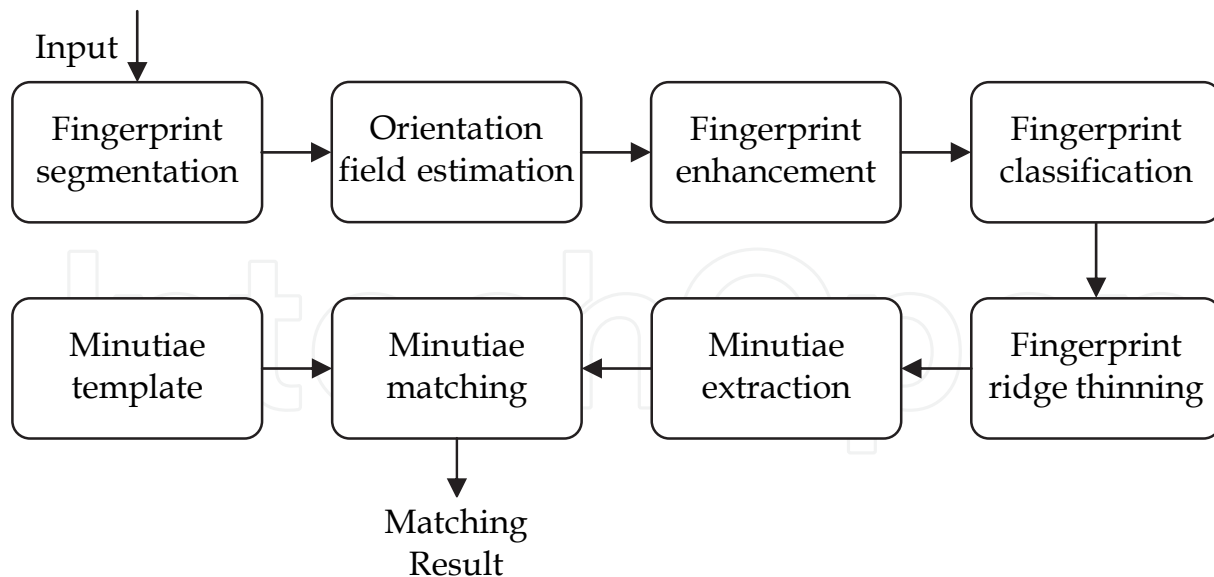 Input
Fingerprint
segmentation
Orientation
field estimation
Fingerprint
enhancement
Fingerprint
classification
Minutiae
template
Minutiae
matching
Minutiae
extraction
Fingerprint
ridge thinning
Matching
Result
IntechOpen